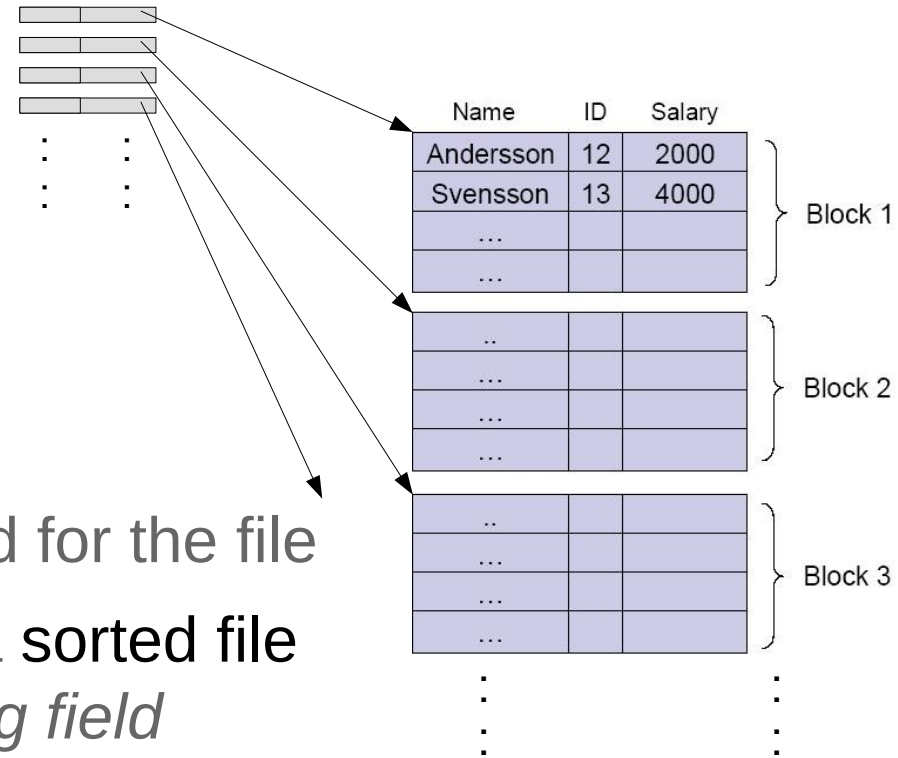 Name ID Salary
Andersson 12 2000
Svensson 13 4000
...
...
Block 1
..
...
...
...
Block 2
..
...
...
...
Block 3
for the file
sorted file
field